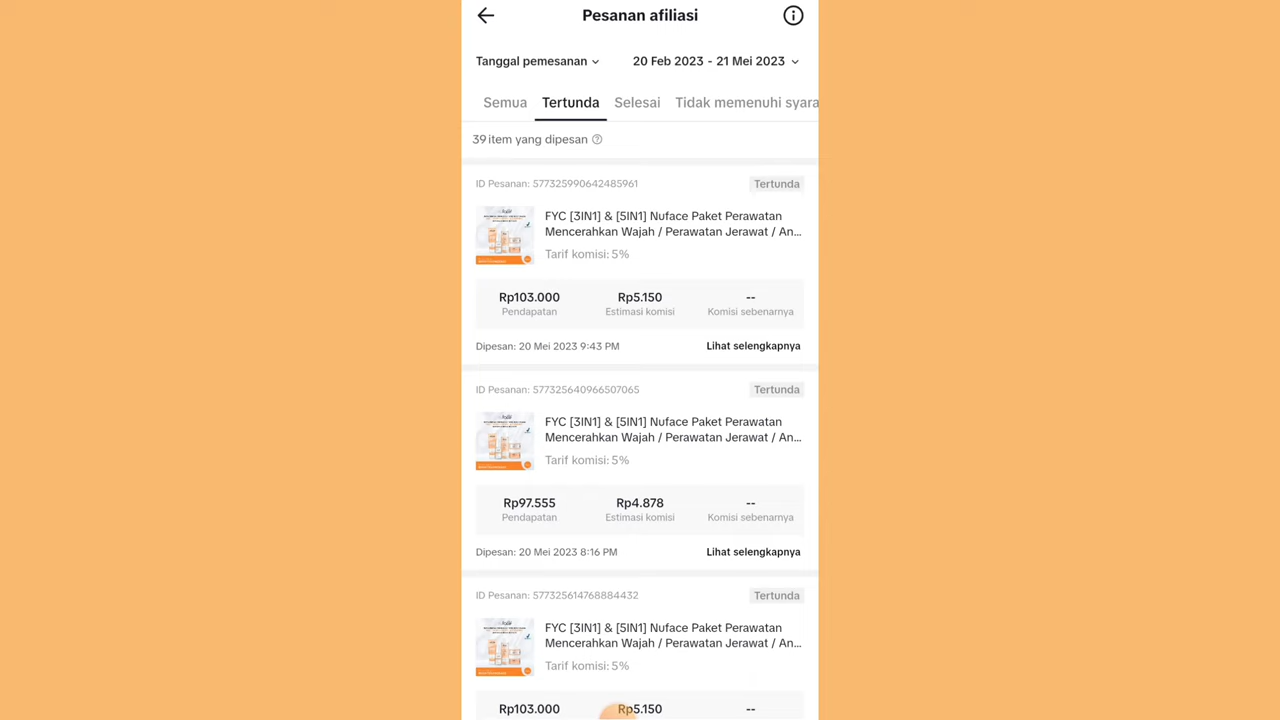 Pesanan afiliasi
Tanggal pemesanan
20 Feb 2023 - 21 Mei 2023
Semua
Tertunda
Selesai
Tidak memenuhi syara
39 item yang dipesan
ID Pesanan: 577325990642485961
Tertunda
FYC [3IN1] & [5IN1] Nuface Paket Perawatan
Mencerahkan Wajah / Perawatan Jerawat / An...
Tarif komisi: 5%
Rp103.000
Rp5.150
--
Pendapatan
Estimasi komisi
Komisi sebenarnya
Dipesan: 20 Mei 2023 9:43 PM
Lihat selengkapnya
ID Pesanan: 577325640966507065
Tertunda
FYC [3IN1] & [5IN1] Nuface Paket Perawatan
Mencerahkan Wajah / Perawatan Jerawat / An...
Tarif komisi: 5%
Rp97.555
Rp4.878
--
Pendapatan
Estimasi komisi
Komisi sebenarnya
Dipesan: 20 Mei 2023 8:16 PM
Lihat selengkapnya
ID Pesanan: 577325614768884432
Tertunda
FYC [3IN1] & [5IN1] Nuface Paket Perawatan
Mencerahkan Wajah / Perawatan Jerawat / An...
Tarif komisi: 5%
Rp103.000
Rp5.150
--